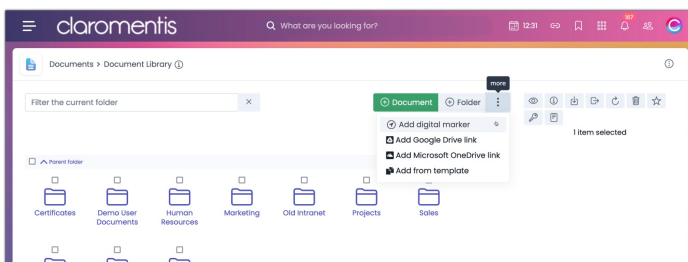 claromentis
What are you looking for?
12:31
187
Documents > Document Library
more
Filter the current folder
Document
Folder
Add digital marker
Add Google Drive link
Add Microsoft OneDrive link
Add from template
1 item selected
Parent folder
Certificates
Demo User
Documents
Human
Resources
Marketing
Old Intranet
Projects
Sales